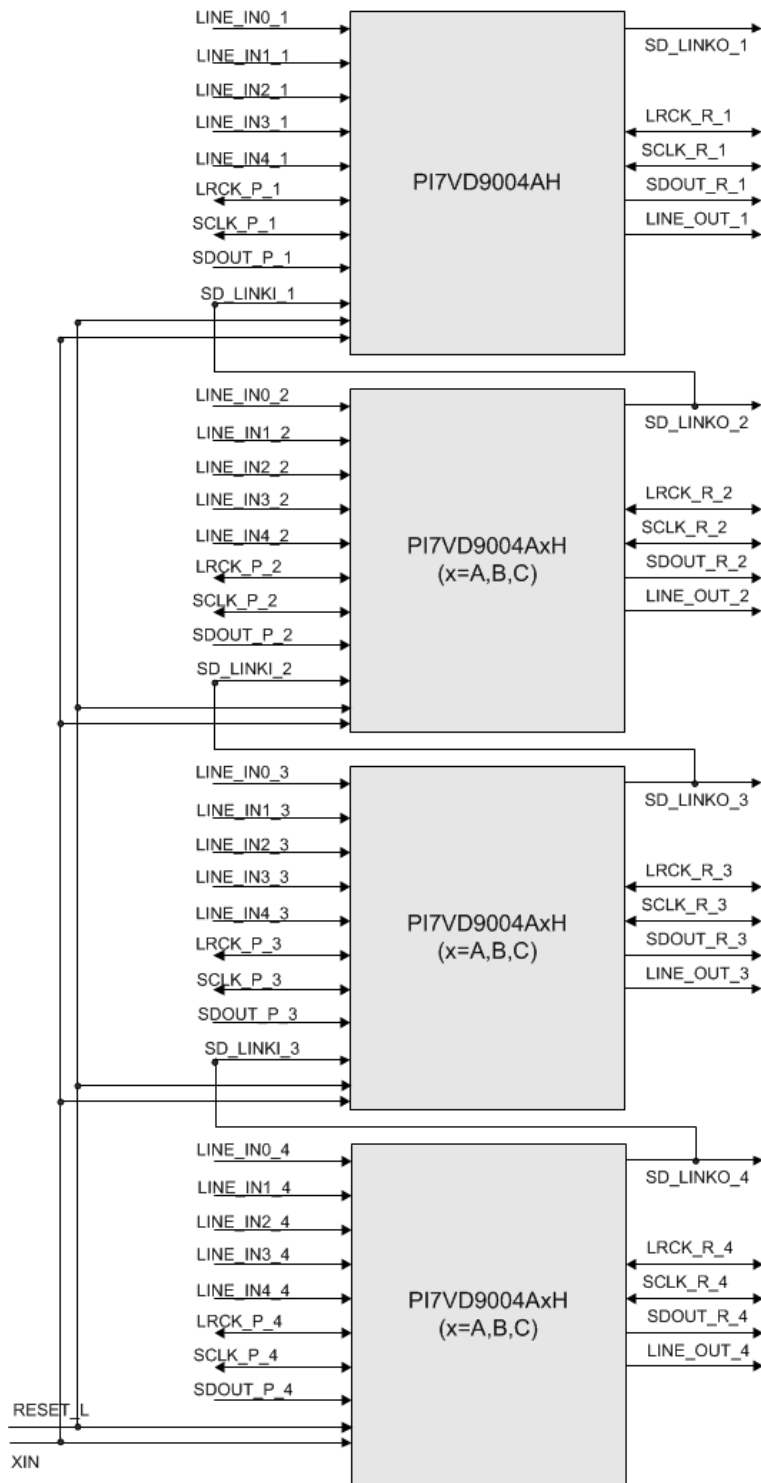 LINE_IN0_1
SD_LINKO_1
LINE_IN1_1
LINE_IN2_1
LINE_IN3_1
LRCK_R_1
LINE_IN4_1
SCLK_R_1
PI7VD9004AH
LRCK_P_1
SDOUT_R_1
SCLK_P_1
LINE_OUT_1
SDOUT_P_1
SD_LINKI_1
LINE_IN0_2
SD_LINKO_2
LINE_IN1_2
LINE_IN2_2
LINE_IN3_2
LRCK_R_2
LINE_IN4_2
SCLK_R_2
PI7VD9004AxH
(x=A,B,C)
LRCK_P_2
SDOUT_R_2
SCLK_P_2
LINE_OUT_2
SDOUT_P_2
SD_LINKI_2
LINE_IN0_3
SD_LINKO_3
LINE_IN1_3
LINE_IN2_3
LINE_IN3_3
LRCK_R_3
LINE_IN4_3
SCLK_R_3
PI7VD9004AxH
(x=A,B,C)
LRCK_P_3
SDOUT_R_3
SCLK_P_3
LINE_OUT_3
SDOUT_P_3
SD_LINKI_3
LINE_IN0_4
SD_LINKO_4
LINE_IN1_4
LINE_IN2_4
LINE_IN3_4
LRCK_R_4
LINE_IN4_4
SCLK_R_4
PI7VD9004AxH
(x=A,B,C)
LRCK_P_4
SDOUT_R_4
SCLK_P_4
LINE_OUT_4
SDOUT_P_4
RESET_L
XIN